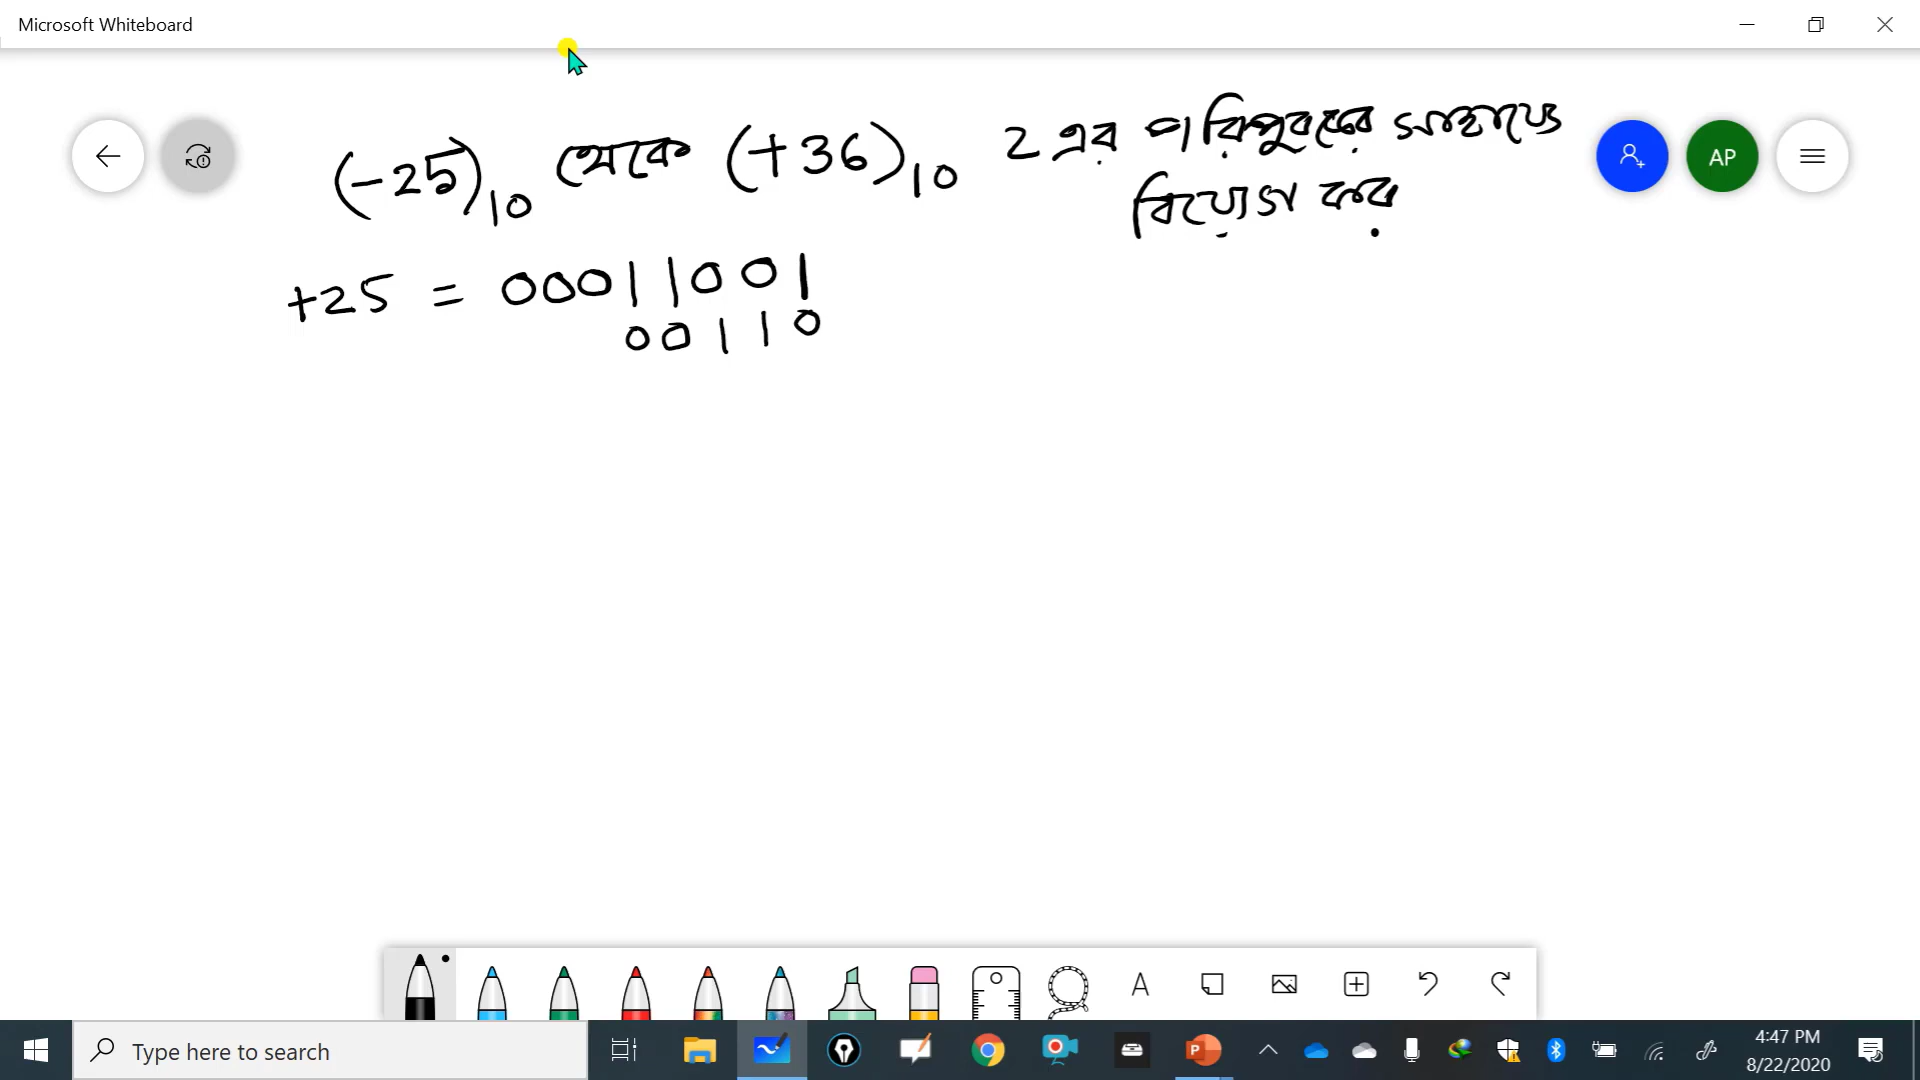 Microsoft Whiteboard
(-25)10 থেকে (+36)10 2 এর পরিপুরকের সাহায্যে
বিয়োগ কর
AP
+25 = 00011001
00110
A
Type here to search
4:47 PM
8/22/2020